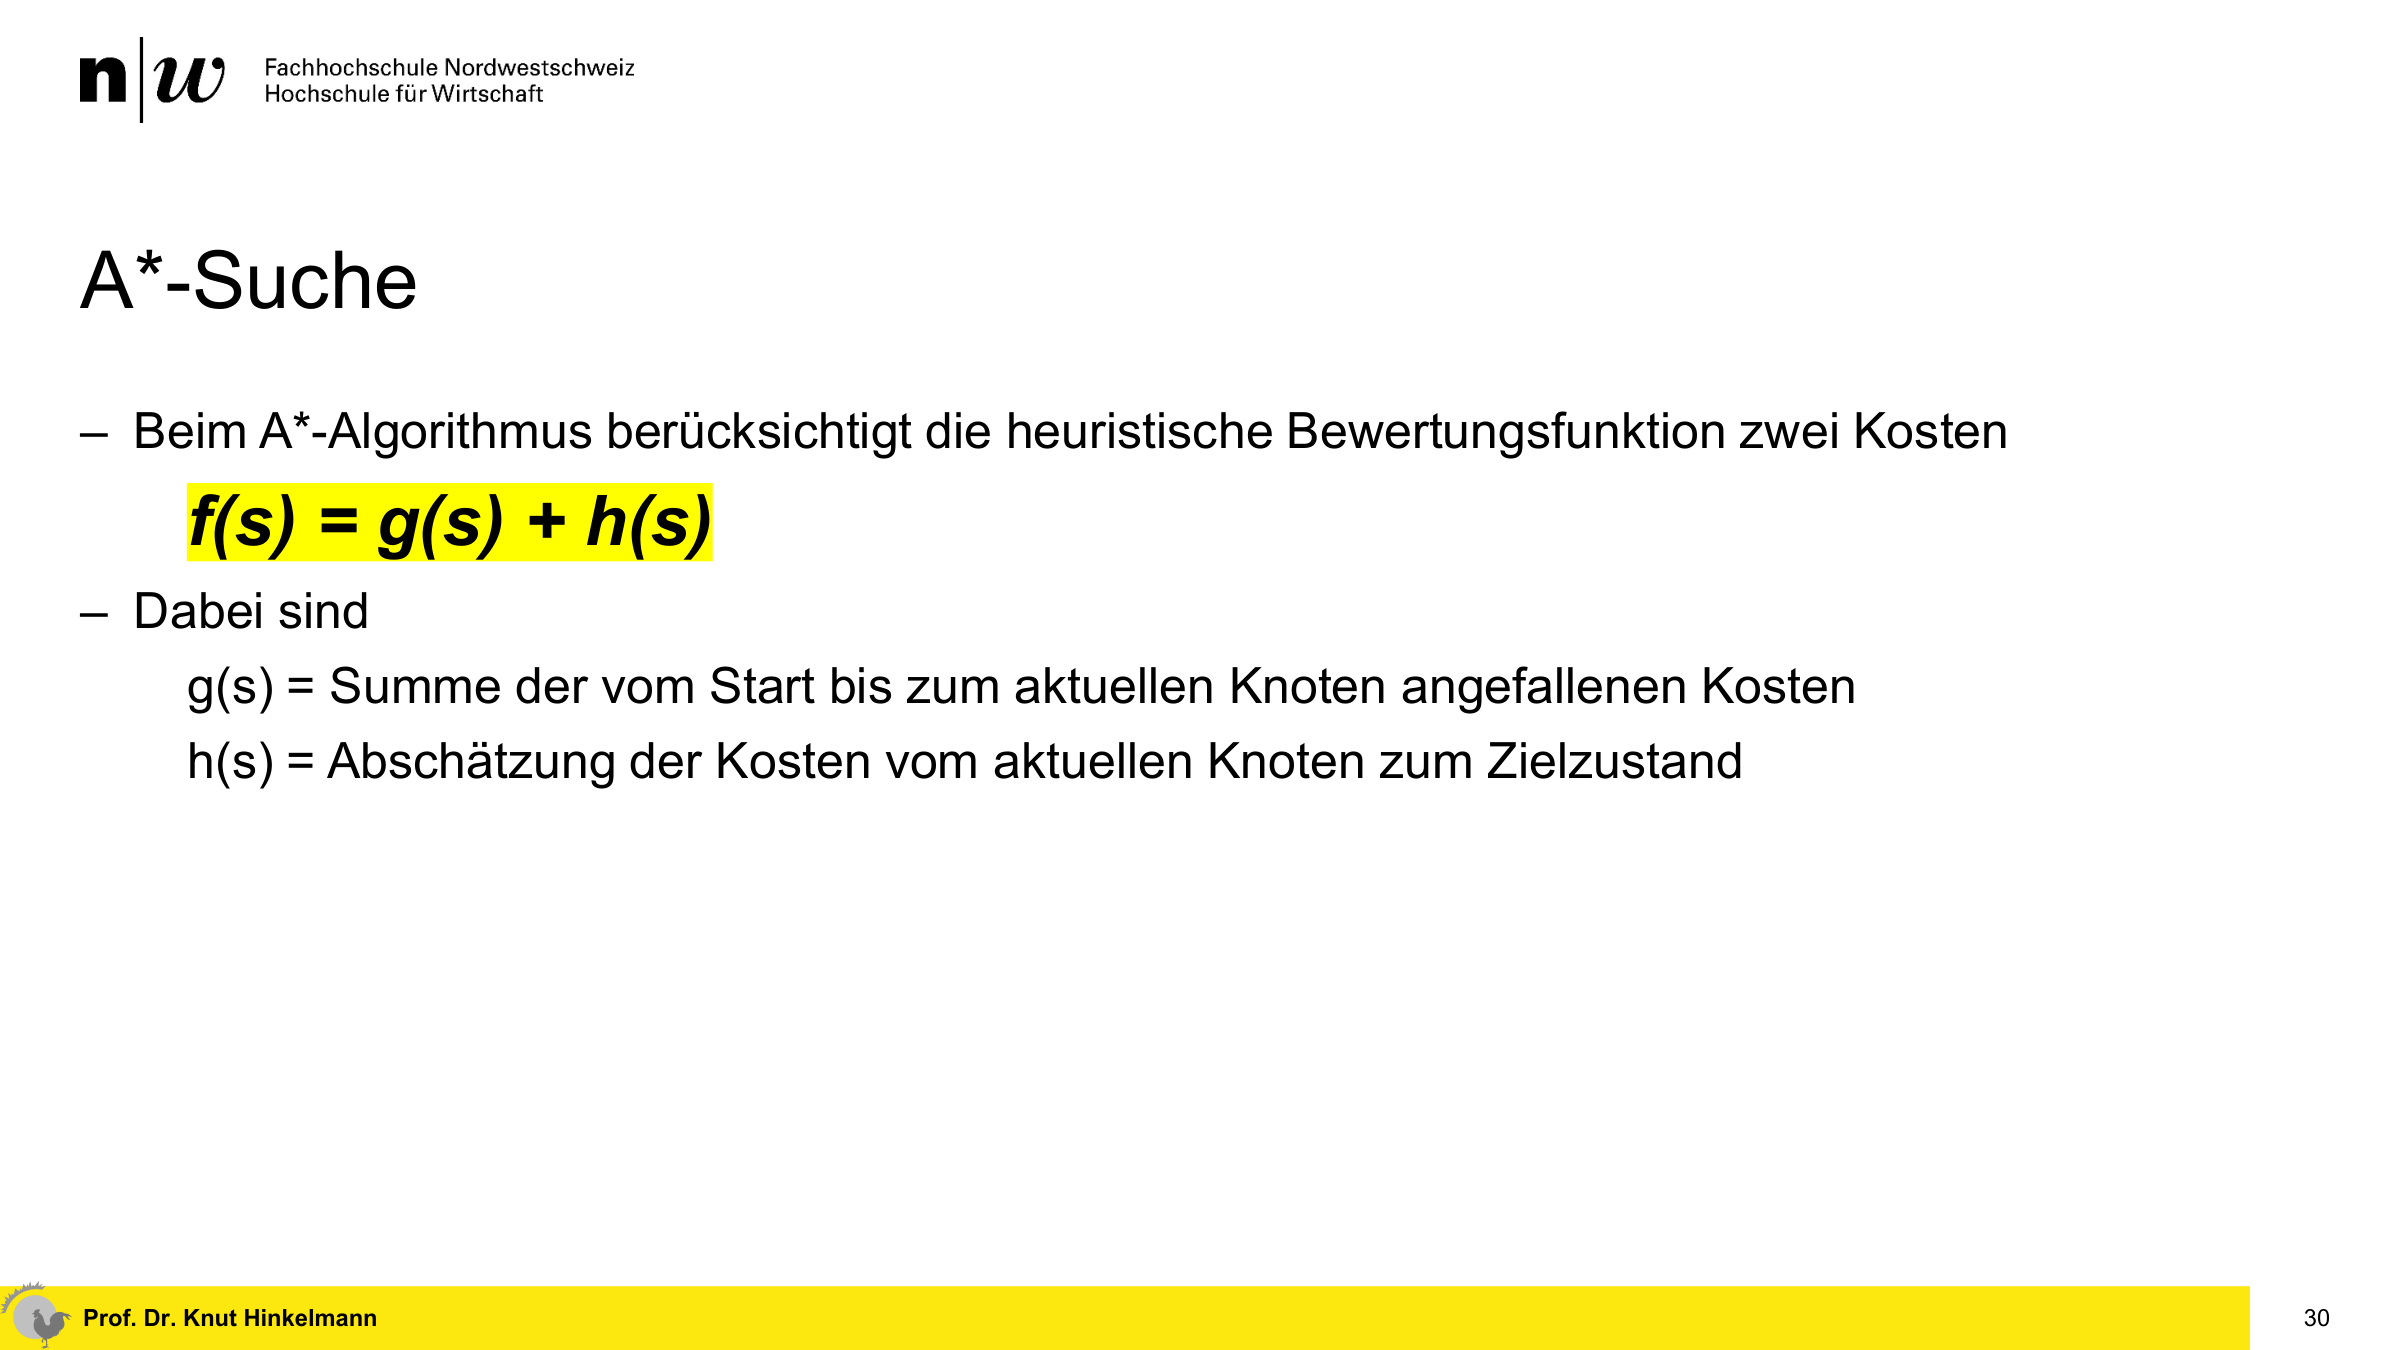 n|w Fachhochschule Nordwestschweiz
Hochschule für Wirtschaft
A*-Suche
– Beim A*-Algorithmus berücksichtigt die heuristische Bewertungsfunktion zwei Kosten
f(s) = g(s) + h(s)
– Dabei sind
g(s) = Summe der vom Start bis zum aktuellen Knoten angefallenen Kosten
h(s) = Abschätzung der Kosten vom aktuellen Knoten zum Zielzustand
Prof. Dr. Knut Hinkelmann
30